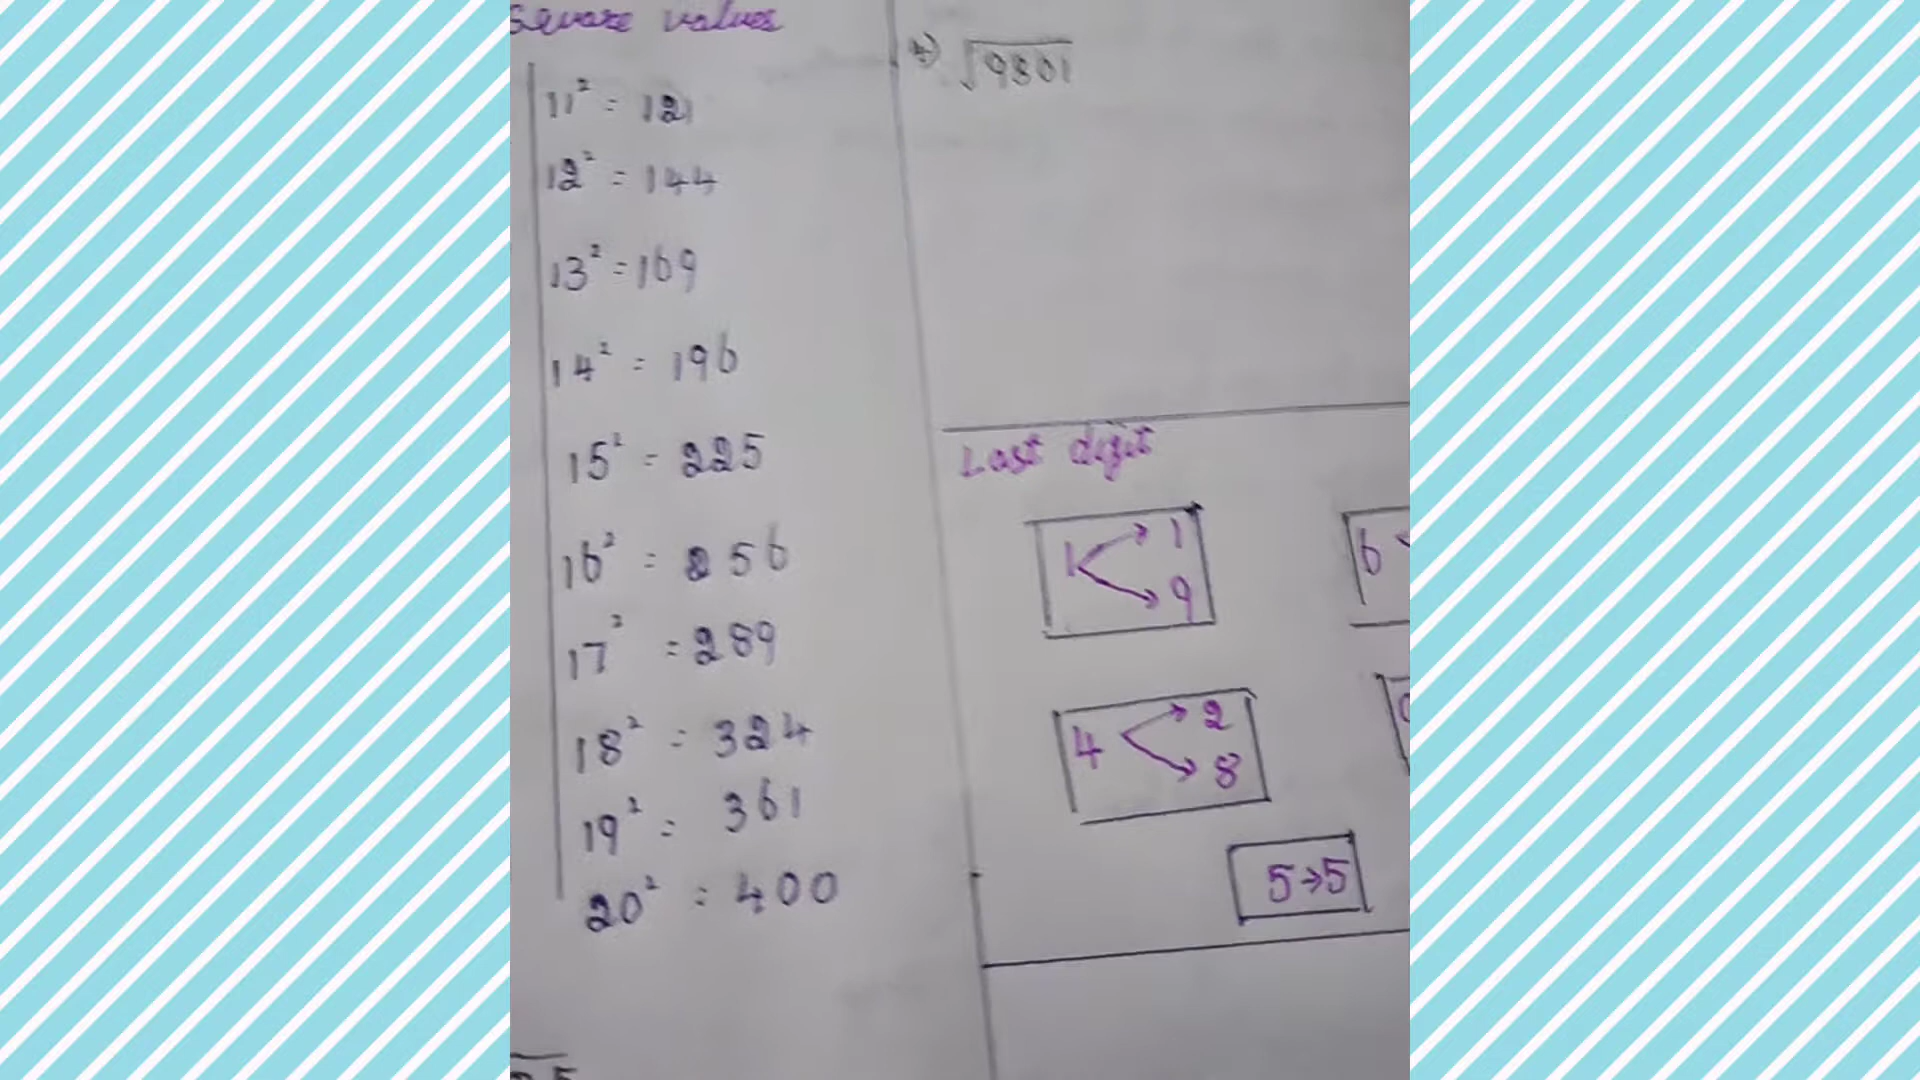 Square values
11² = 121
12² = 144
13² = 169
14² = 196
15² = 225
16² = 256
17² = 289
18² = 324
19² = 361
20² = 400
√9801
Last digit
1 → 1
→ 9
6
4 → 2
→ 8
5 → 5